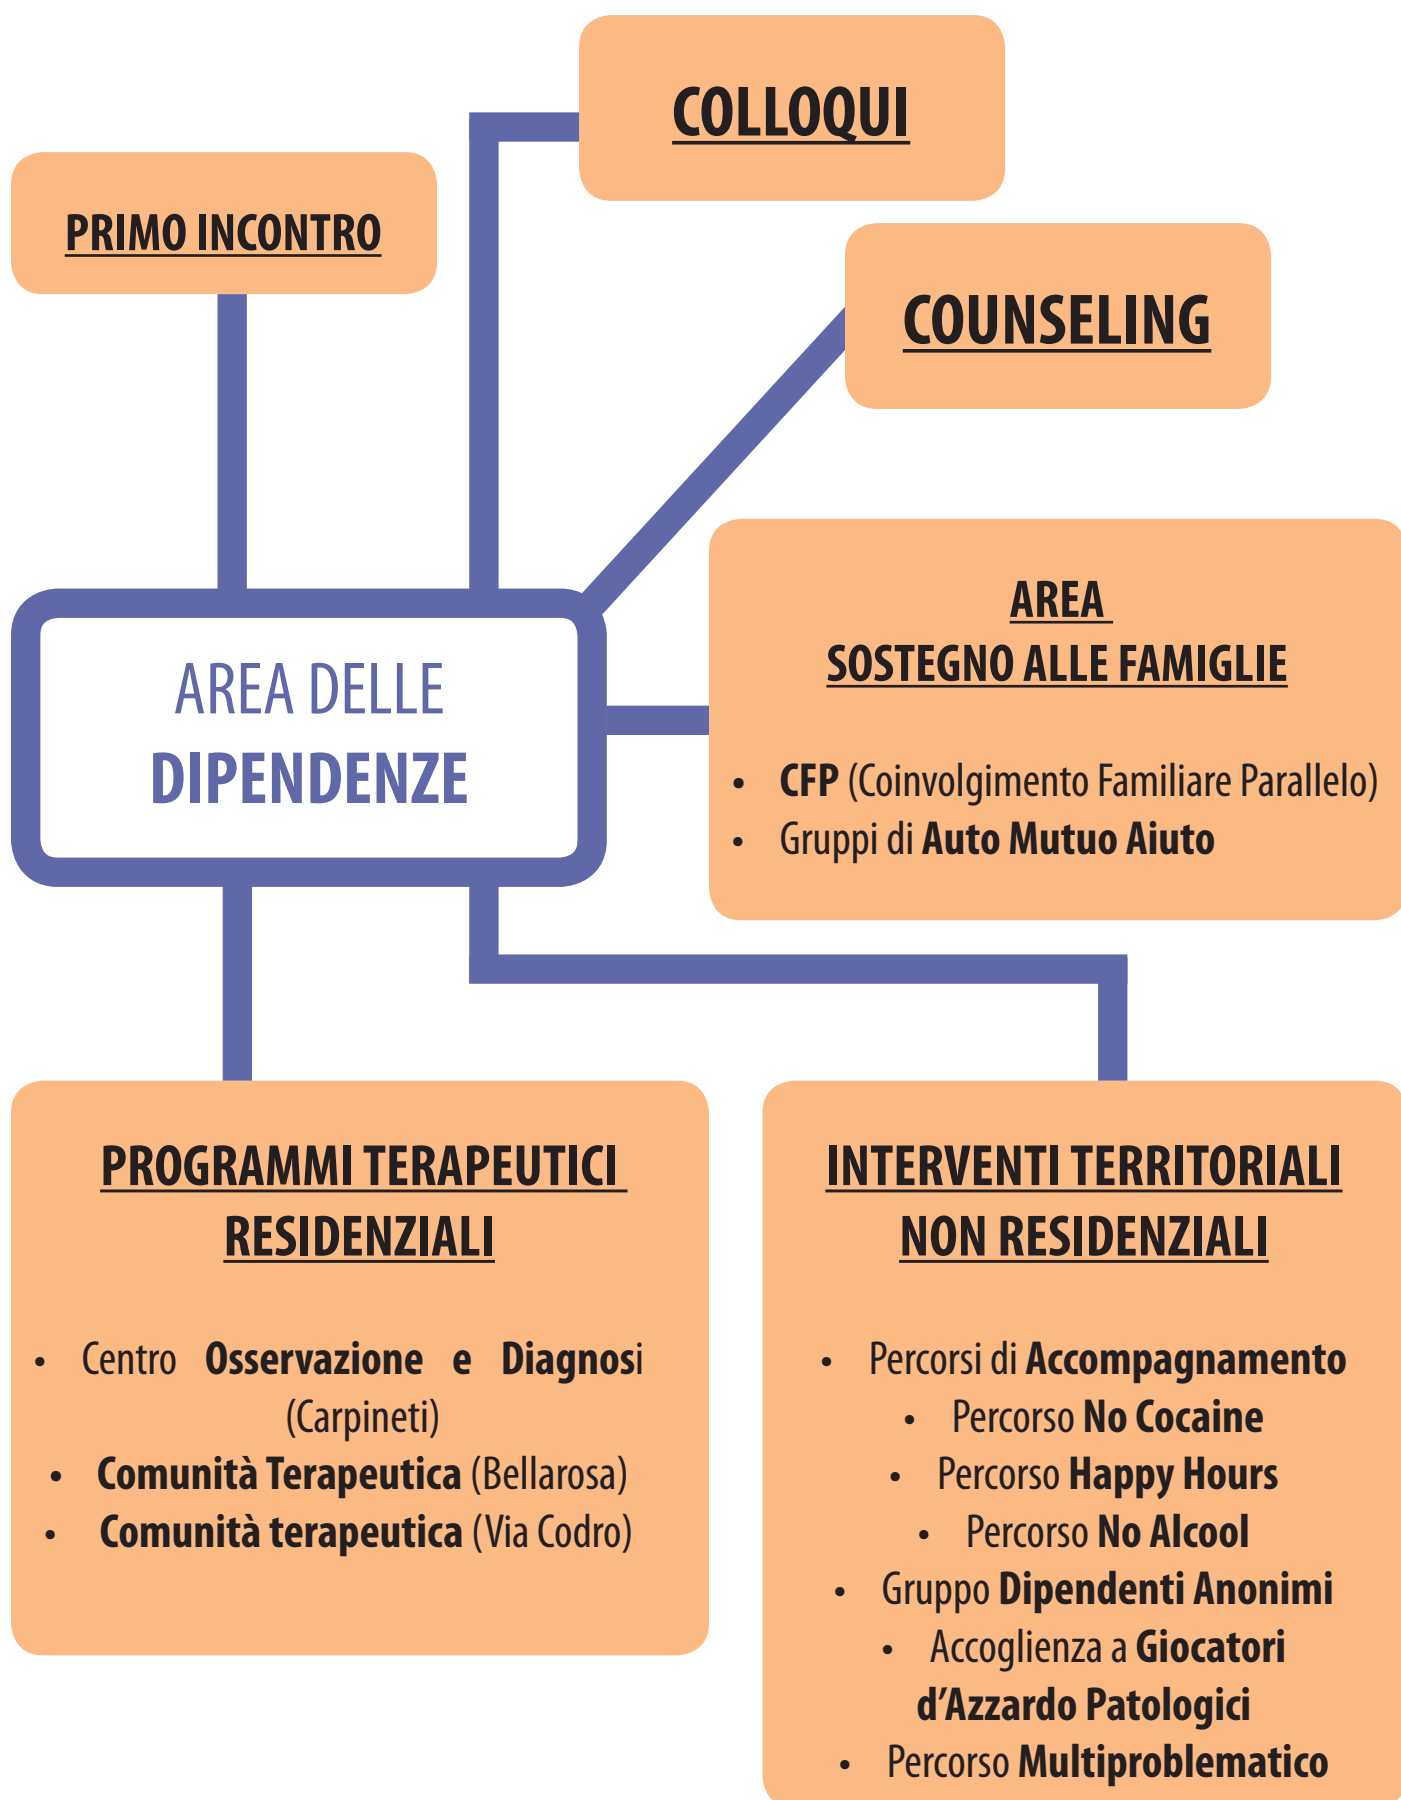 COLLOQUI
PRIMO INCONTRO
COUNSELING
AREA
SOSTEGNO ALLE FAMIGLIE
• CFP (Coinvolgimento Familiare Parallelo)
• Gruppi di Auto Mutuo Aiuto
AREA DELLE
DIPENDENZE
PROGRAMMI TERAPEUTICI
RESIDENZIALI
• Centro Osservazione e Diagnosi
(Carpineti)
• Comunità Terapeutica (Bellarosa)
• Comunità terapeutica (Via Codro)
INTERVENTI TERRITORIALI
NON RESIDENZIALI
• Percorsi di Accompagnamento
• Percorso No Cocaine
• Percorso Happy Hours
• Percorso No Alcool
• Gruppo Dipendenti Anonimi
• Accoglienza a Giocatori
d’Azzardo Patologici
• Percorso Multiproblematico